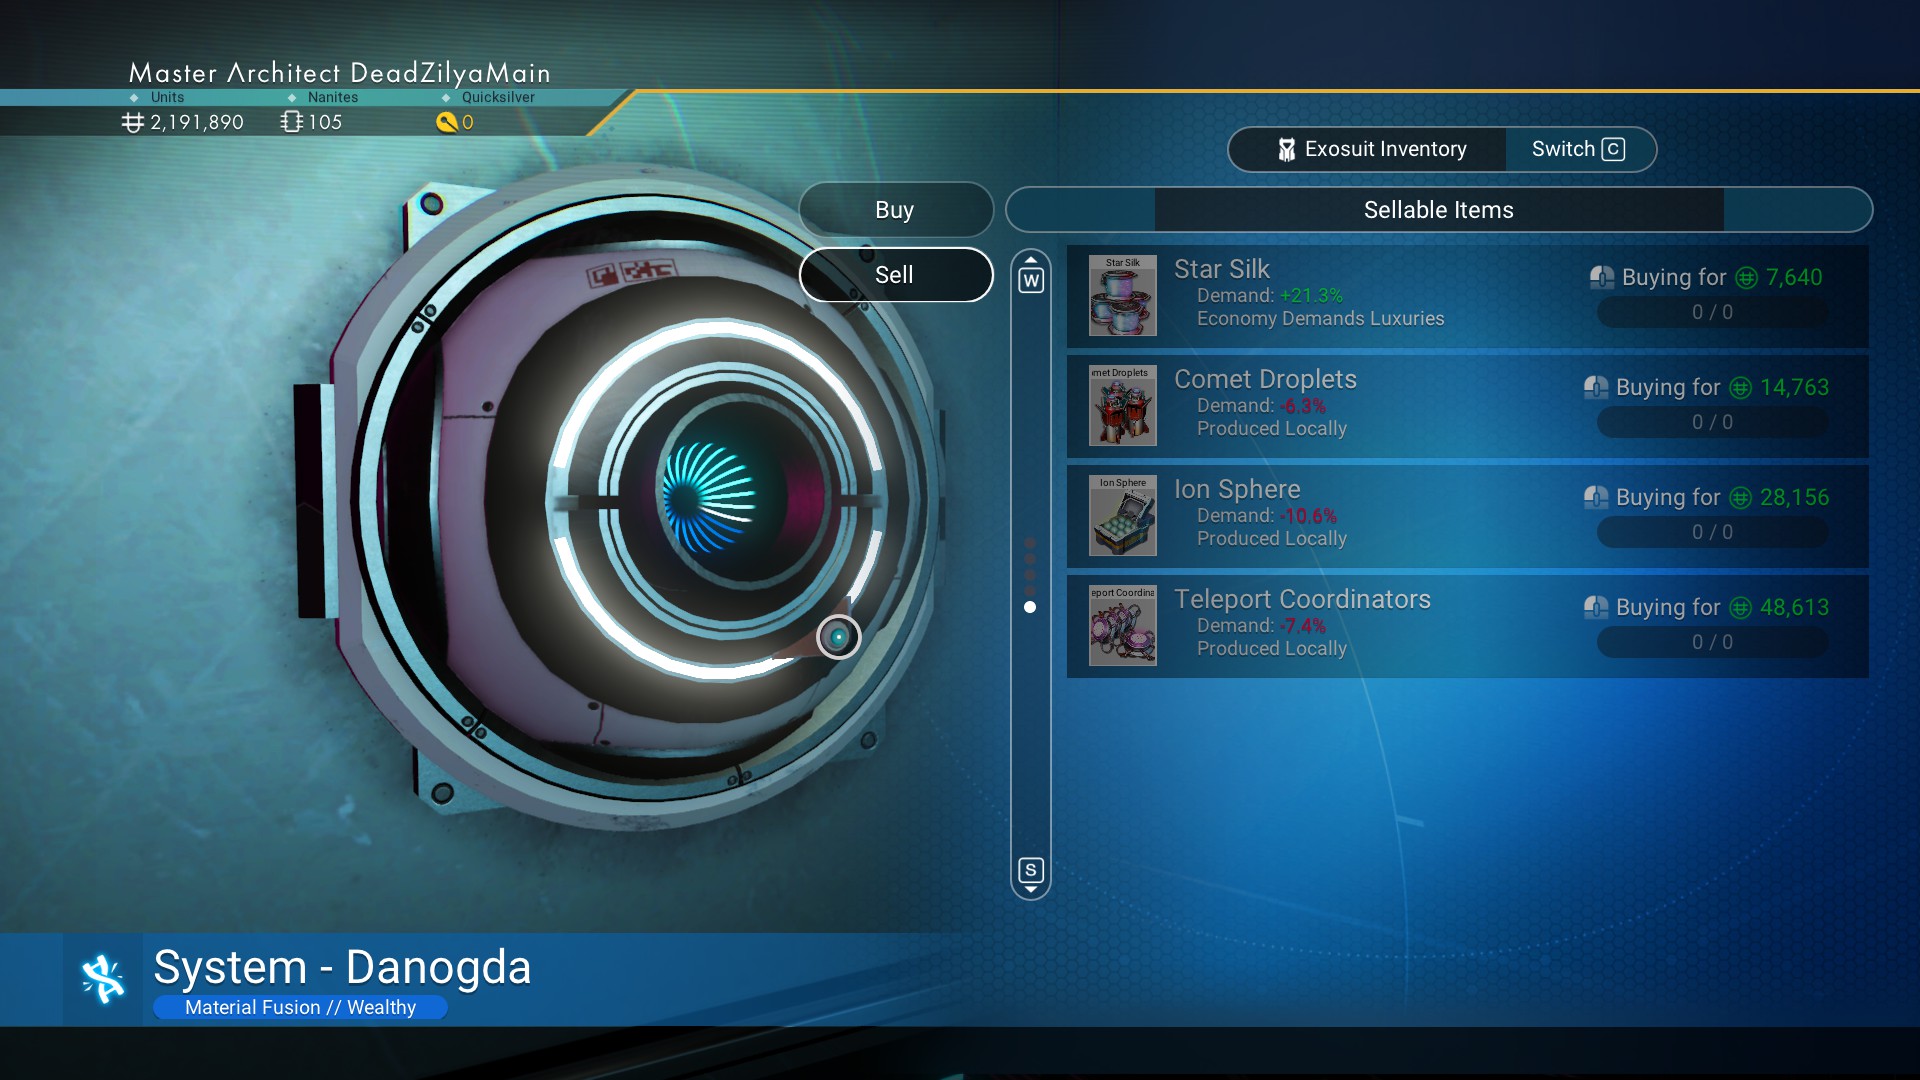 Master Architect DeadZilyaMain
Units Nanites Quicksilver
2,191,890 105 0
Exosuit Inventory Switch C
Buy
Sellable Items
Sell
W
Star Silk
Star Silk
Demand: +21.3%
Economy Demands Luxuries
Buying for 7,640
0 / 0
omet Droplets
Comet Droplets
Demand: -6.3%
Produced Locally
Buying for 14,763
0 / 0
Ion Sphere
Ion Sphere
Demand: -10.6%
Produced Locally
Buying for 28,156
0 / 0
eport Coordina
Teleport Coordinators
Demand: -7.4%
Produced Locally
Buying for 48,613
0 / 0
S
System - Danogda
Material Fusion // Wealthy